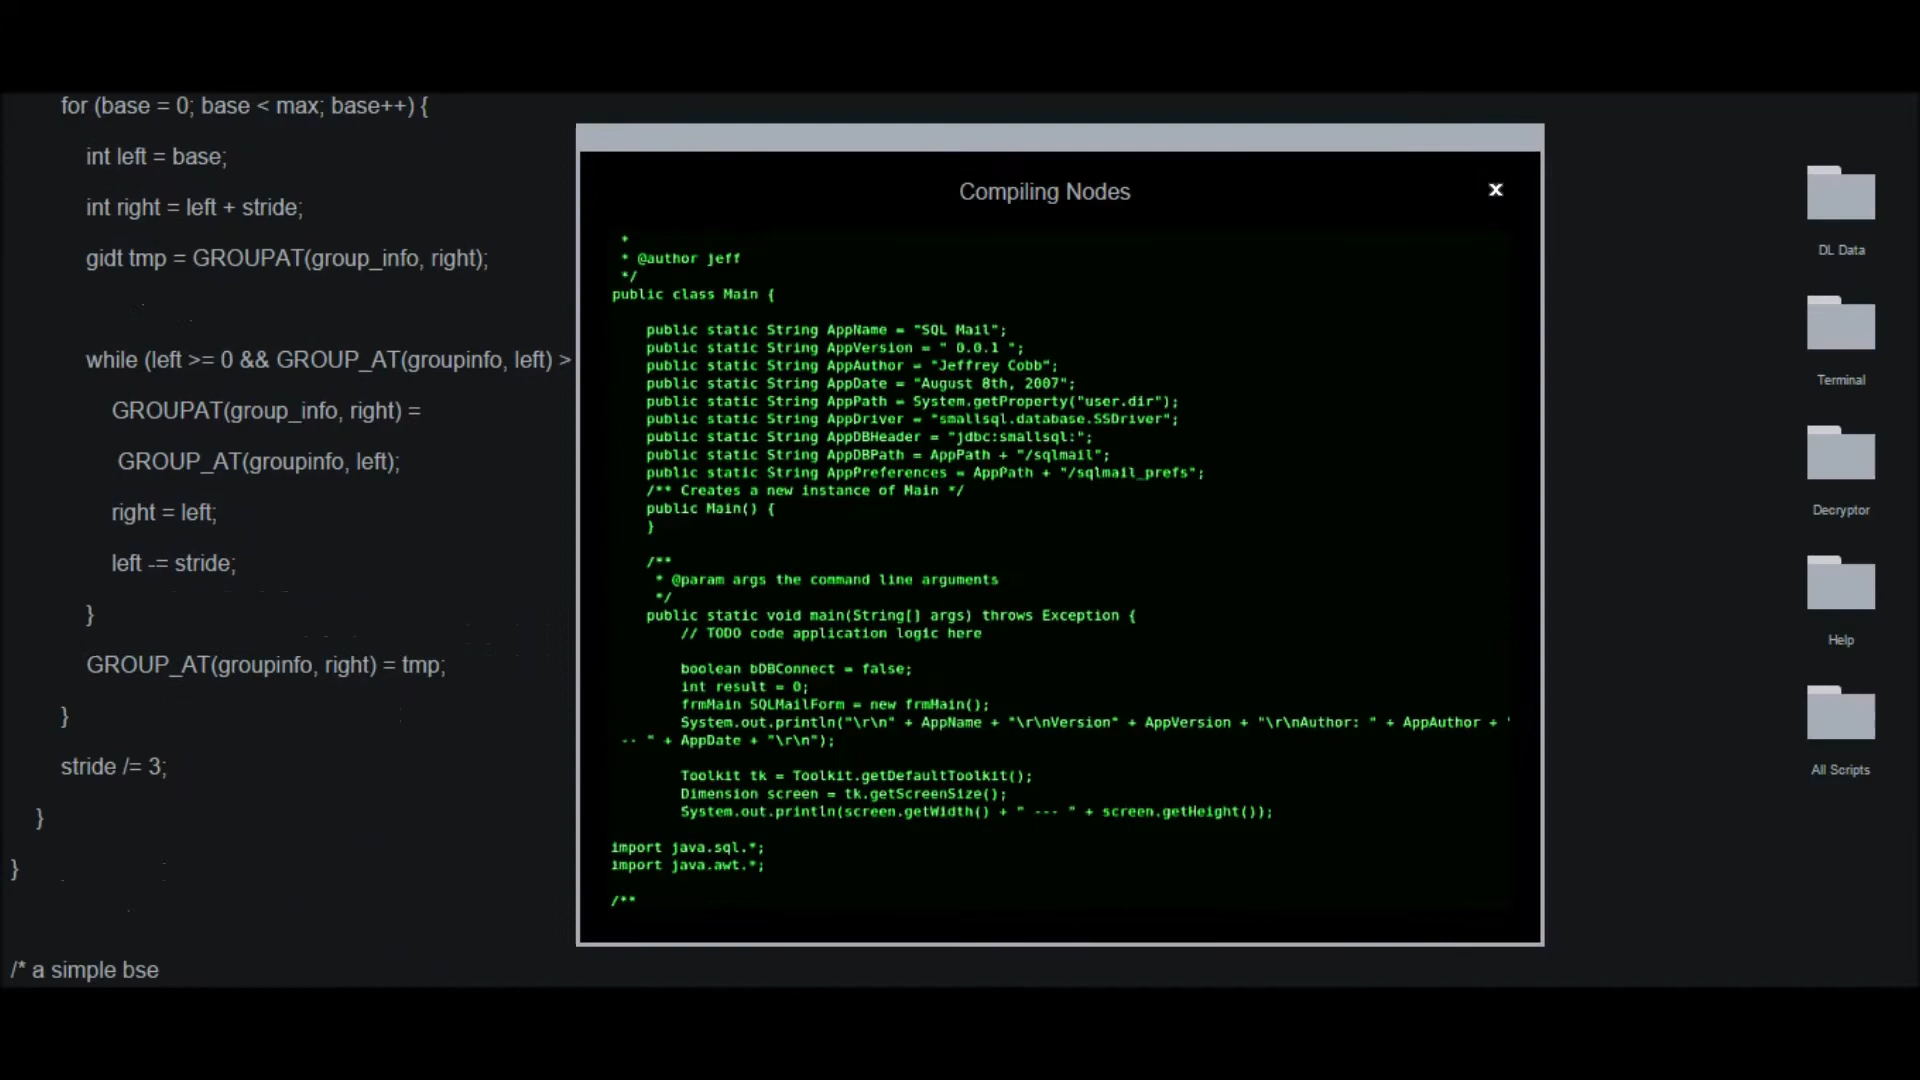 for (base = 0; base < max; base++) {
int left = base;
int right = left + stride;
gidt tmp = GROUPAT(group_info, right);
while (left >= 0 && GROUP_AT(groupinfo, left) >
GROUPAT(group_info, right) =
GROUP_AT(groupinfo, left);
right = left;
left -= stride;
}
GROUP_AT(groupinfo, right) = tmp;
}
stride /= 3;
}
}
/* a simple bse
Compiling Nodes
x
*
* @author jeff
*/
public class Main {
public static String AppName = "SQL Mail";
public static String AppVersion = " 0.0.1 ";
public static String AppAuthor = "Jeffrey Cobb";
public static String AppDate = "August 8th, 2007";
public static String AppPath = System.getProperty("user.dir");
public static String AppDriver = "smallsql.database.SSDriver";
public static String AppDBHeader = "jdbc:smallsql:";
public static String AppDBPath = AppPath + "/sqlmail";
public static String AppPreferences = AppPath + "/sqlmail_prefs";
/** Creates a new instance of Main */
public Main() {
}
/**
* @param args the command line arguments
*/
public static void main(String[] args) throws Exception {
// TODO code application logic here
boolean bDBConnect = false;
int result = 0;
frmMain SQLMailForm = new frmMain();
System.out.println("\r\n" + AppName + "\r\nVersion" + AppVersion + "\r\nAuthor: " + AppAuthor + "
-- " + AppDate + "\r\n");
Toolkit tk = Toolkit.getDefaultToolkit();
Dimension screen = tk.getScreenSize();
System.out.println(screen.getWidth() + " --- " + screen.getHeight());
import java.sql.*;
import java.awt.*;
/**
DL Data
Terminal
Decryptor
Help
All Scripts